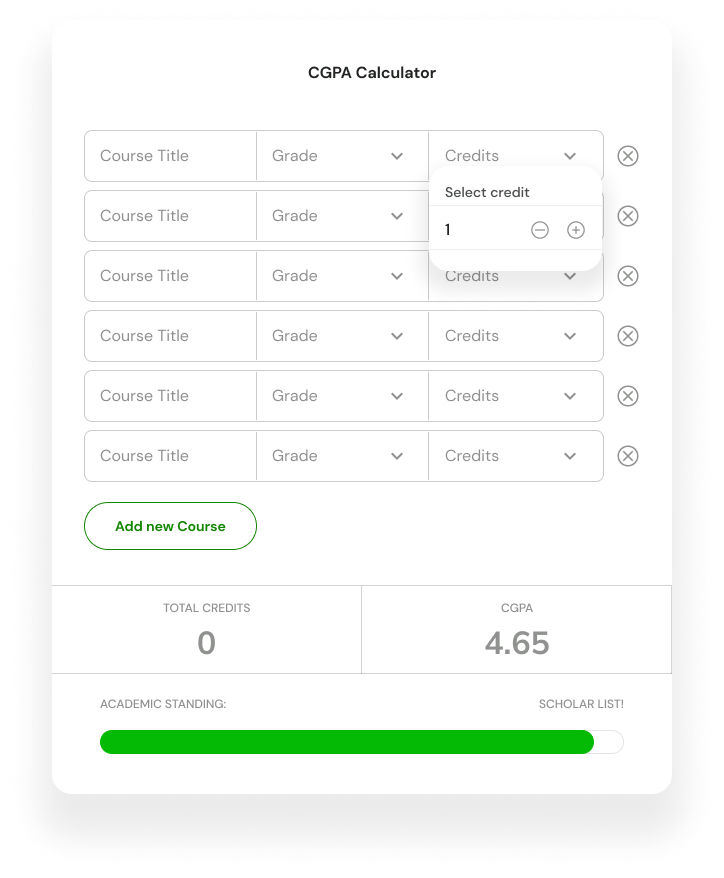 CGPA Calculator
Course Title Grade Credits
Select credit
Course Title Grade
1
Course Title Grade Credits
Course Title Grade Credits
Course Title Grade Credits
Course Title Grade Credits
Add new Course
TOTAL CREDITS CGPA
0 4.65
ACADEMIC STANDING: SCHOLAR LIST!